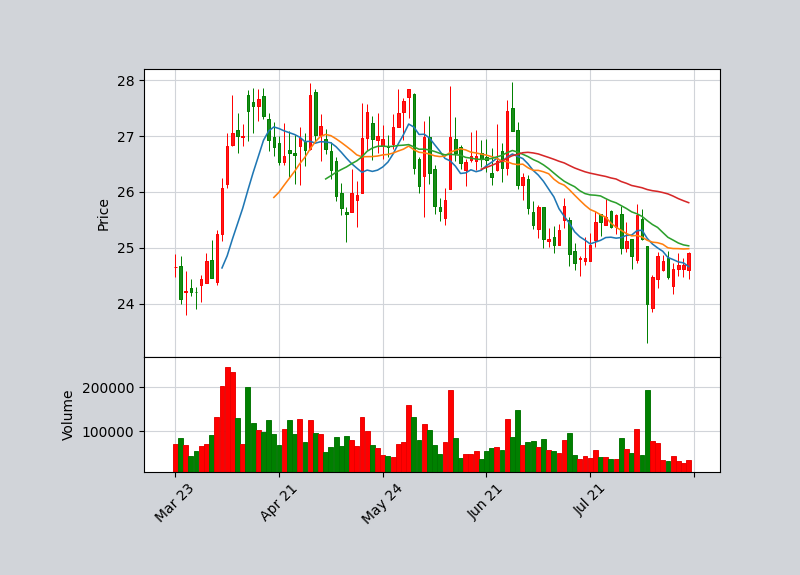 28
27
26
25
24
Price
200000
100000
Volume
Mar 23
Apr 21
May 24
Jun 21
Jul 21